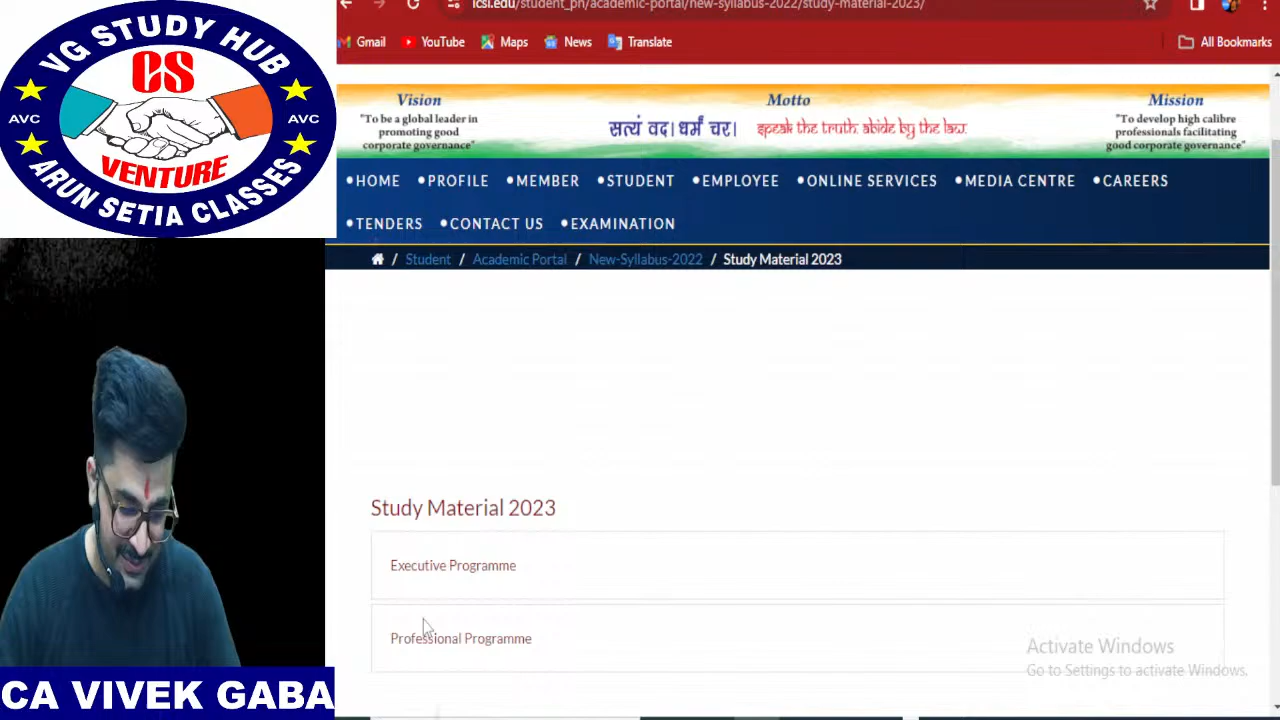 VG STUDY HUB
CS
AVC
AVC
VENTURE
ARUN SETIA CLASSES
icsi.edu/student_pn/academic-portal/new-syllabus-2022/study-material-2023/
Gmail
YouTube
Maps
News
Translate
All Bookmarks
Vision
"To be a global leader in
promoting good
corporate governance"
Motto
सत्यं वद। धर्मं चर।
speak the truth. abide by the law.
Mission
"To develop high calibre
professionals facilitating
good corporate governance"
•HOME •PROFILE •MEMBER •STUDENT •EMPLOYEE •ONLINE SERVICES •MEDIA CENTRE •CAREERS
•TENDERS •CONTACT US •EXAMINATION
/ Student / Academic Portal / New-Syllabus-2022 / Study Material 2023
Study Material 2023
Executive Programme
Professional Programme
Activate Windows
Go to Settings to activate Windows.
CA VIVEK GABA